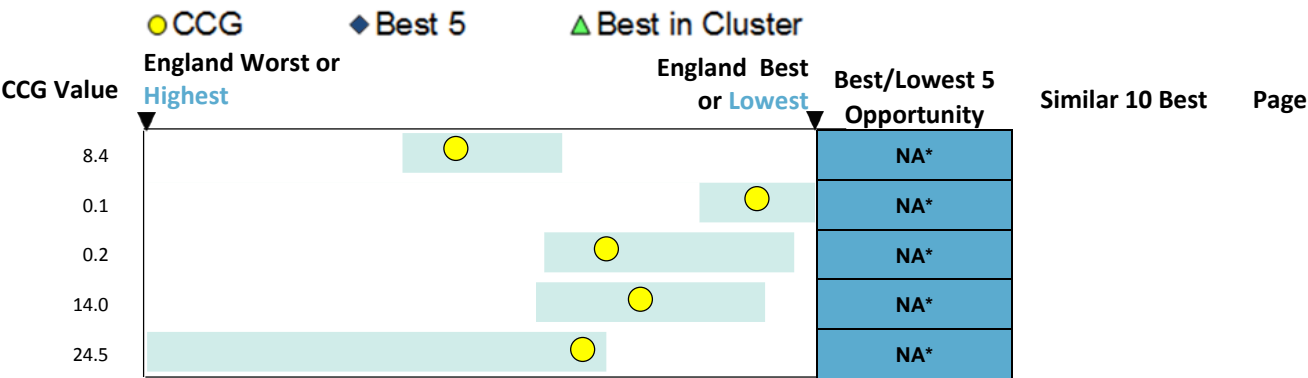 CCG
Best 5
Best in Cluster
CCG Value
England Worst or
Highest
England Best
or Lowest
Best/Lowest 5
Opportunity
Similar 10 Best
Page
8.4
NA*
0.1
NA*
0.2
NA*
14.0
NA*
24.5
NA*